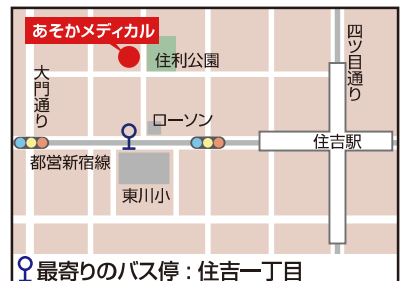 あそかメディカル
四ツ目通り
住利公園
大門通り
ローソン
住吉駅
都営新宿線
東川小
最寄りのバス停：住吉一丁目